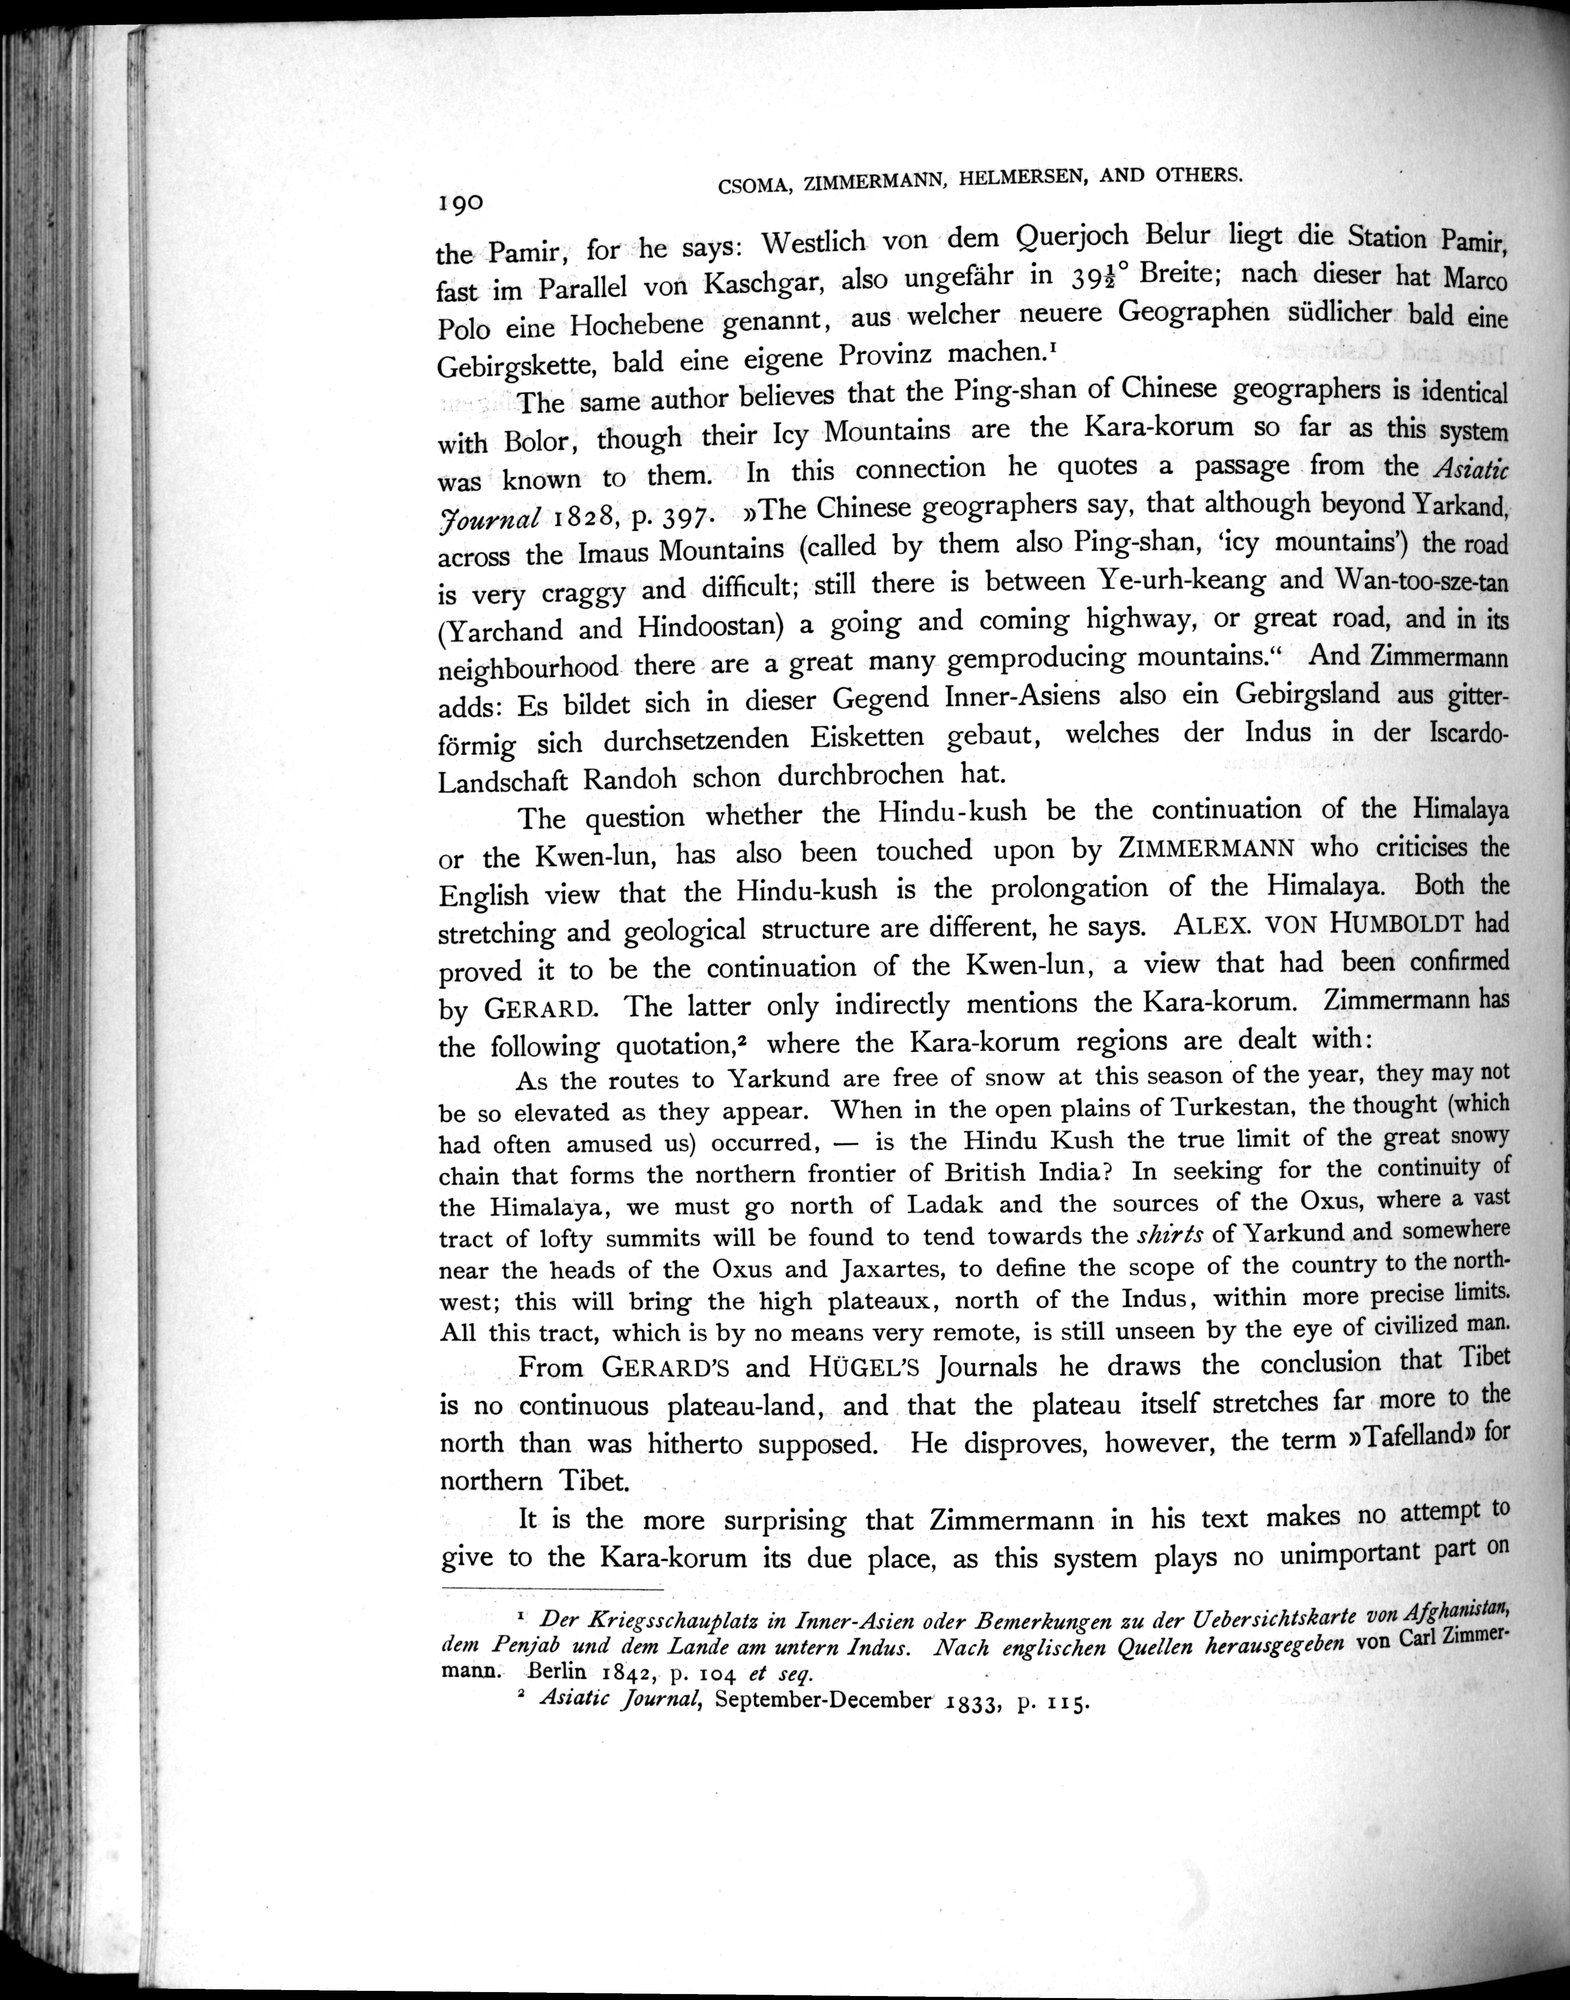 190
CSOMA, ZIMMERMANN, HELMERSEN, AND OTHERS.
the Pamir, for he says: Westlich von dem Querjoch Belur liegt die Station Pamir,
fast im Parallel von Kaschgar, also ungefähr in 39½° Breite; nach dieser hat Marco
Polo eine Hochebene genannt, aus welcher neuere Geographen südlicher bald eine
Gebirgskette, bald eine eigene Provinz machen.¹
The same author believes that the Ping-shan of Chinese geographers is identical
with Bolor, though their Icy Mountains are the Kara-korum so far as this system
was known to them. In this connection he quotes a passage from the Asiatic
Journal 1828, p. 397. »The Chinese geographers say, that although beyond Yarkand,
across the Imaus Mountains (called by them also Ping-shan, ‘icy mountains’) the road
is very craggy and difficult; still there is between Ye-urh-keang and Wan-too-sze-tan
(Yarchand and Hindoostan) a going and coming highway, or great road, and in its
neighbourhood there are a great many gemproducing mountains.“ And Zimmermann
adds: Es bildet sich in dieser Gegend Inner-Asiens also ein Gebirgsland aus gitter-
förmig sich durchsetzenden Eisketten gebaut, welches der Indus in der Iscardo-
Landschaft Randoh schon durchbrochen hat.
The question whether the Hindu-kush be the continuation of the Himalaya
or the Kwen-lun, has also been touched upon by ZIMMERMANN who criticises the
English view that the Hindu-kush is the prolongation of the Himalaya. Both the
stretching and geological structure are different, he says. ALEX. VON HUMBOLDT had
proved it to be the continuation of the Kwen-lun, a view that had been confirmed
by GERARD. The latter only indirectly mentions the Kara-korum. Zimmermann has
the following quotation,² where the Kara-korum regions are dealt with:
As the routes to Yarkund are free of snow at this season of the year, they may not
be so elevated as they appear. When in the open plains of Turkestan, the thought (which
had often amused us) occurred, — is the Hindu Kush the true limit of the great snowy
chain that forms the northern frontier of British India? In seeking for the continuity of
the Himalaya, we must go north of Ladak and the sources of the Oxus, where a vast
tract of lofty summits will be found to tend towards the shirts of Yarkund and somewhere
near the heads of the Oxus and Jaxartes, to define the scope of the country to the north-
west; this will bring the high plateaux, north of the Indus, within more precise limits.
All this tract, which is by no means very remote, is still unseen by the eye of civilized man.
From GERARD’S and HÜGEL’S Journals he draws the conclusion that Tibet
is no continuous plateau-land, and that the plateau itself stretches far more to the
north than was hitherto supposed. He disproves, however, the term »Tafelland» for
northern Tibet.
It is the more surprising that Zimmermann in his text makes no attempt to
give to the Kara-korum its due place, as this system plays no unimportant part on
¹ Der Kriegsschauplatz in Inner-Asien oder Bemerkungen zu der Uebersichtskarte von Afghanistan,
dem Penjab und dem Lande am untern Indus. Nach englischen Quellen herausgegeben von Carl Zimmer-
mann. Berlin 1842, p. 104 et seq.
² Asiatic Journal, September-December 1833, p. 115.